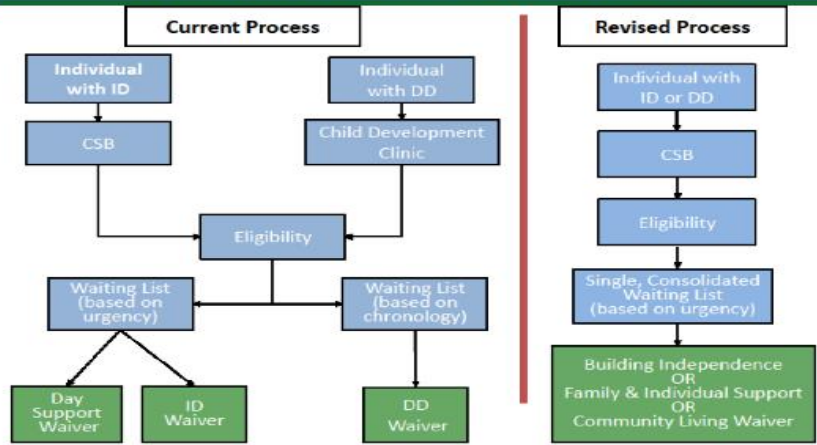 Current Process
Individual
with ID
Individual
with DD
CSB
Child Development
Clinic
Eligibility
Waiting List
(based on
urgency)
Waiting List
(based on
chronology)
Day
Support
Waiver
ID
Waiver
DD
Waiver
Revised Process
Individual with
ID or DD
CSB
Eligibility
Single, Consolidated
Waiting List
(based on urgency)
Building Independence
OR
Family & Individual Support
OR
Community Living Waiver